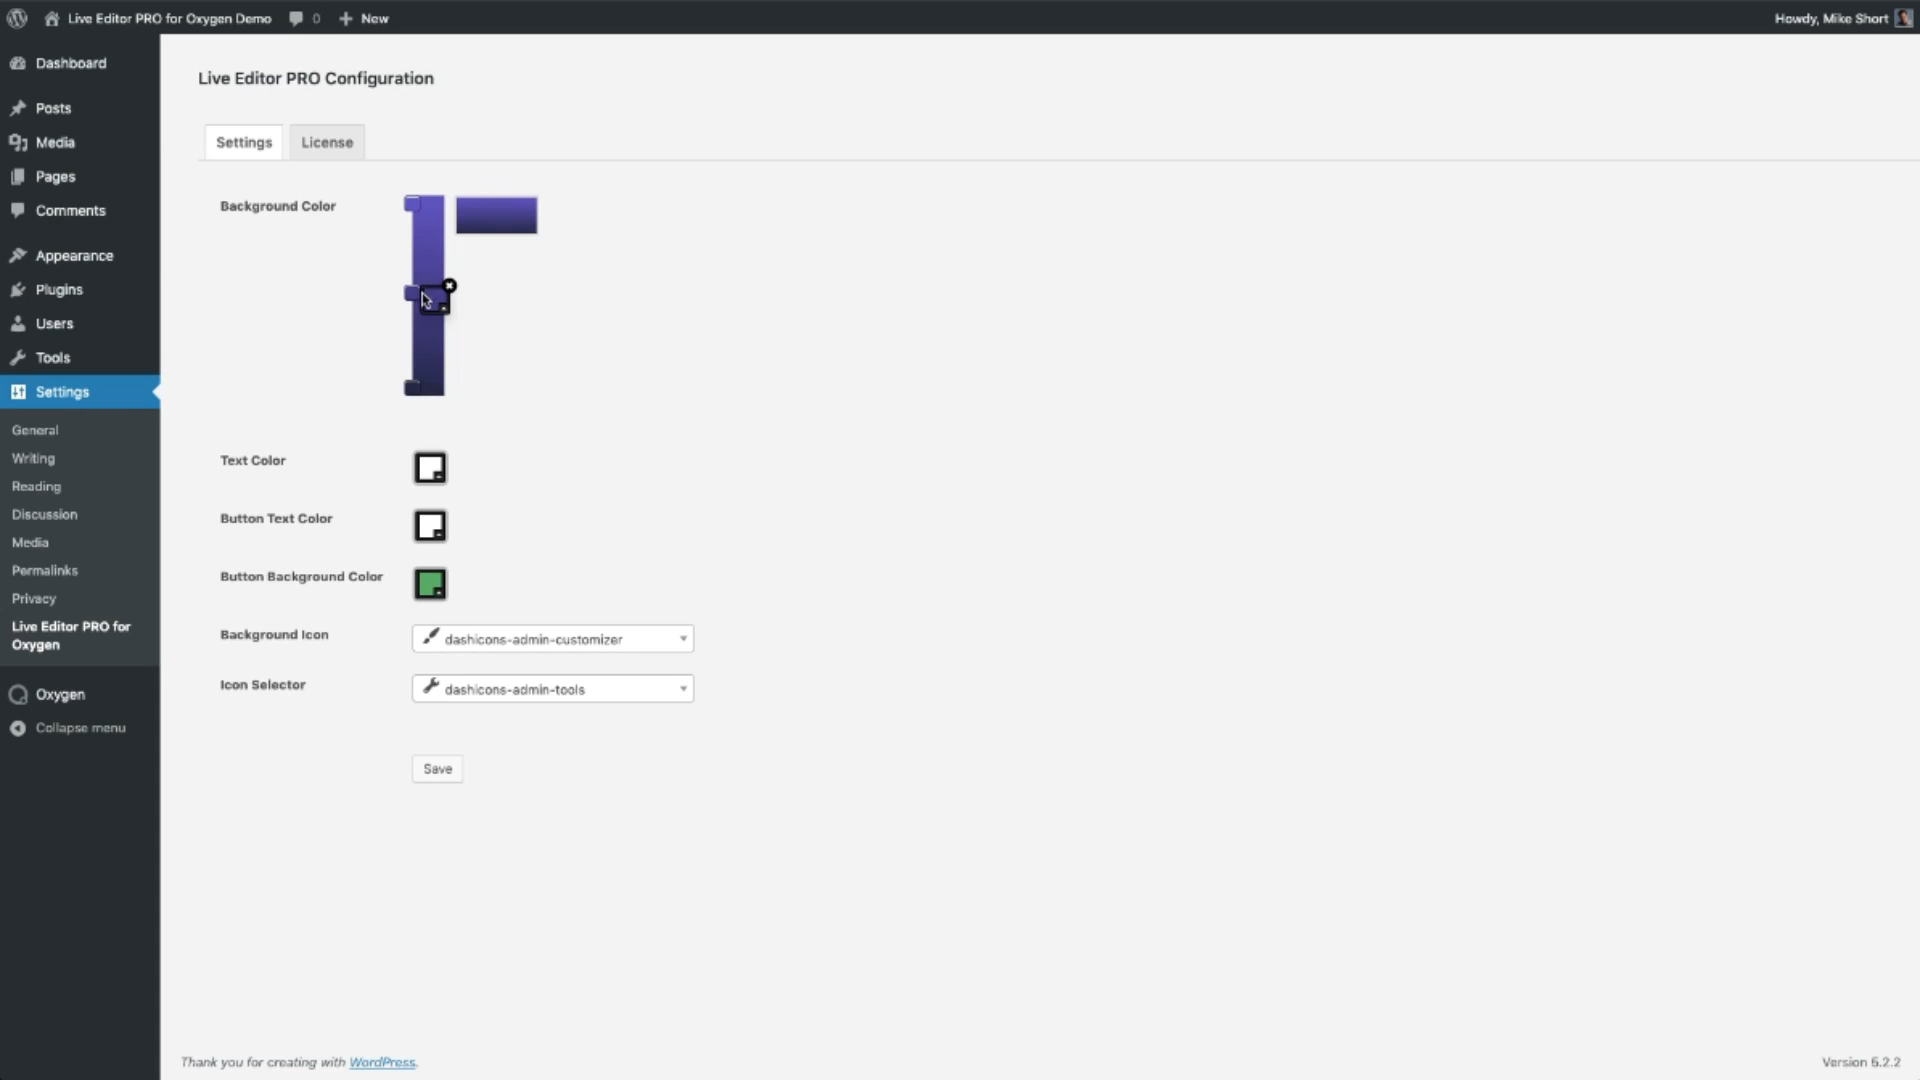 Live Editor PRO for Oxygen Demo
0
New
Howdy, Mike Short
Dashboard
Posts
Media
Pages
Comments
Appearance
Plugins
Users
Tools
Settings
General
Writing
Reading
Discussion
Media
Permalinks
Privacy
Live Editor PRO for
Oxygen
Oxygen
Collapse menu
Live Editor PRO Configuration
Settings
License
Background Color
Text Color
Button Text Color
Button Background Color
Background Icon
dashicons-admin-customizer
Icon Selector
dashicons-admin-tools
Save
Thank you for creating with WordPress.
Version 5.2.2